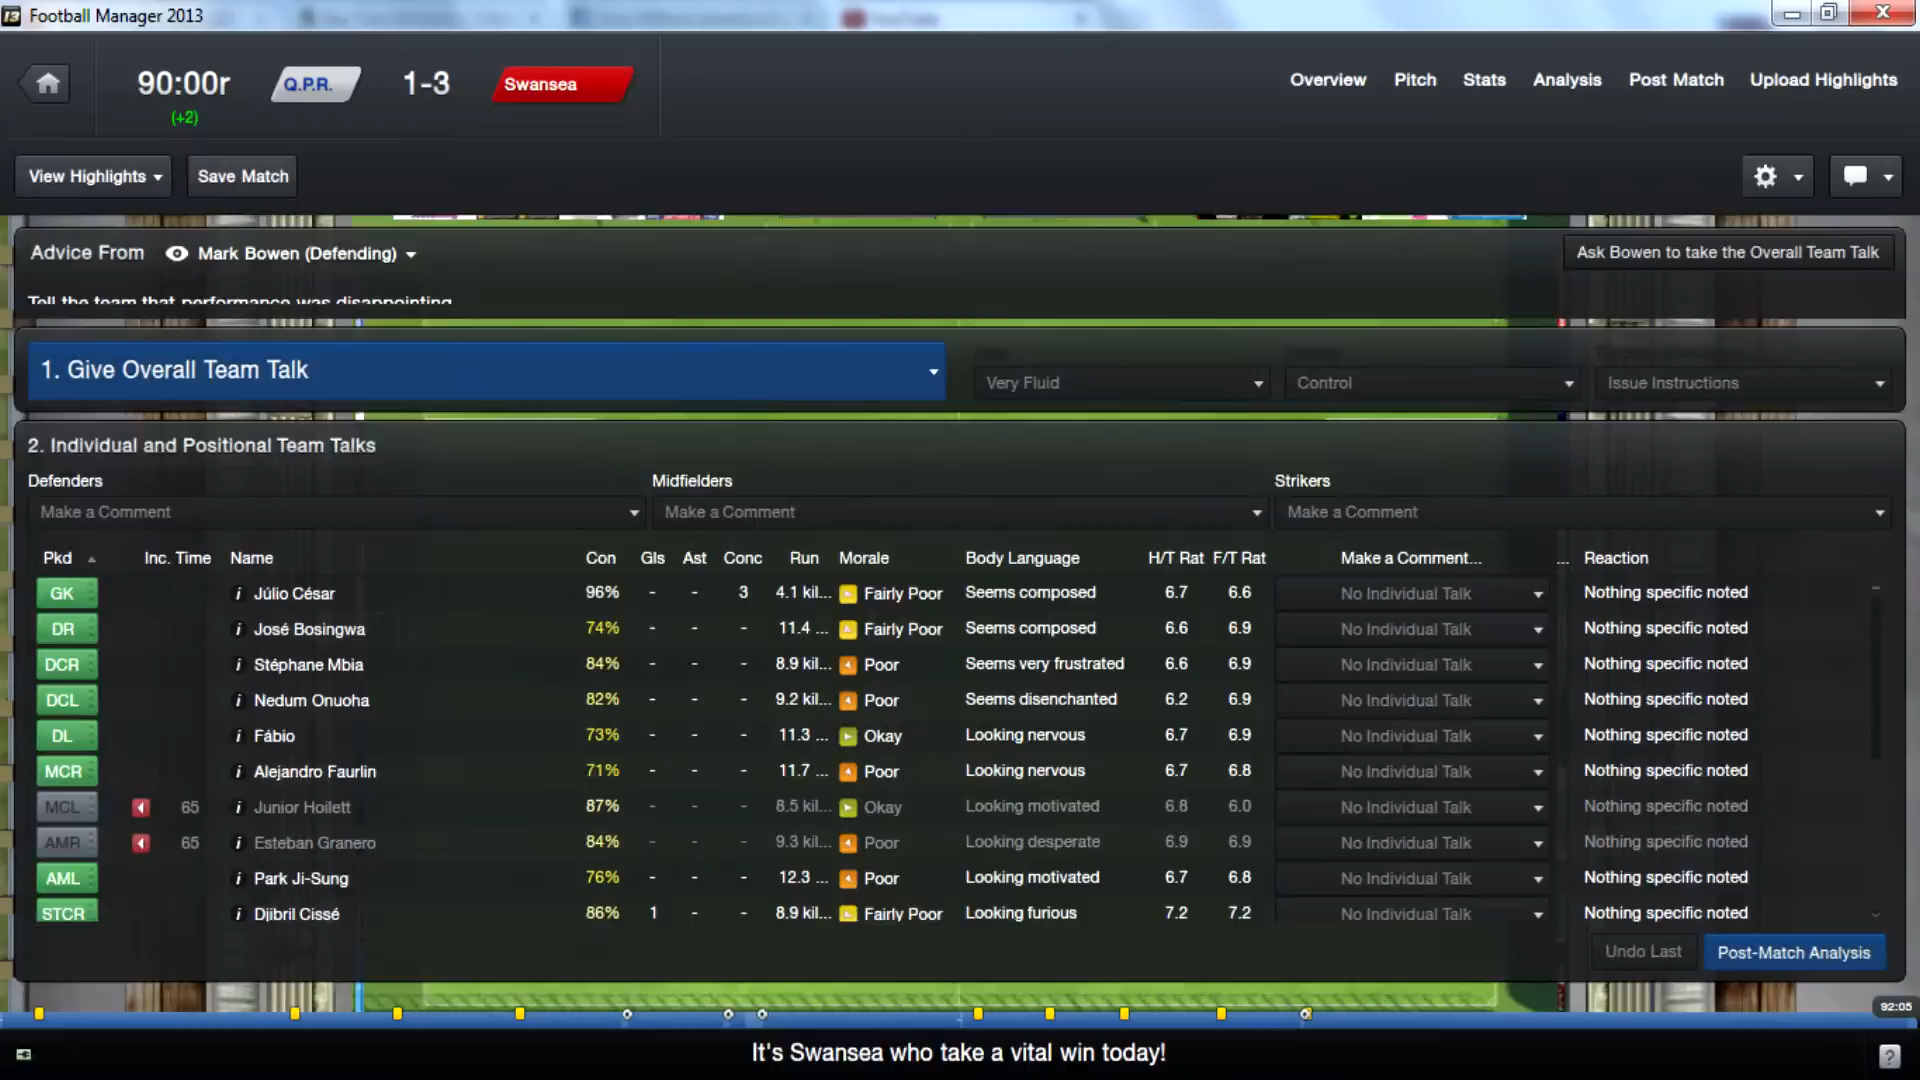 Football Manager 2013
90:00r Q.P.R. 1-3 Swansea
(+2)
Overview Pitch Stats Analysis Post Match Upload Highlights
View Highlights Save Match
Advice From Mark Bowen (Defending) Ask Bowen to take the Overall Team Talk
Tell the team that performance was disappointing
1. Give Overall Team Talk Very Fluid Control Issue Instructions
2. Individual and Positional Team Talks
Defenders Midfielders Strikers
Make a Comment Make a Comment Make a Comment
Pkd Inc. Time Name Con Gls Ast Conc Run Morale Body Language H/T Rat F/T Rat Make a Comment... ... Reaction
GK i Júlio César 96% - - 3 4.1 kil... Fairly Poor Seems composed 6.7 6.6 No Individual Talk Nothing specific noted
DR i José Bosingwa 74% - - - 11.4 ... Fairly Poor Seems composed 6.6 6.9 No Individual Talk Nothing specific noted
DCR i Stéphane Mbia 84% - - - 8.9 kil... Poor Seems very frustrated 6.6 6.9 No Individual Talk Nothing specific noted
DCL i Nedum Onuoha 82% - - - 9.2 kil... Poor Seems disenchanted 6.2 6.9 No Individual Talk Nothing specific noted
DL i Fábio 73% - - - 11.3 ... Okay Looking nervous 6.7 6.9 No Individual Talk Nothing specific noted
MCR i Alejandro Faurlin 71% - - - 11.7 ... Poor Looking nervous 6.7 6.8 No Individual Talk Nothing specific noted
MCL 65 i Junior Hoilett 87% - - - 8.5 kil... Okay Looking motivated 6.8 6.0 No Individual Talk Nothing specific noted
AMR 65 i Esteban Granero 84% - - - 9.3 kil... Poor Looking desperate 6.9 6.9 No Individual Talk Nothing specific noted
AML i Park Ji-Sung 76% - - - 12.3 ... Poor Looking motivated 6.7 6.8 No Individual Talk Nothing specific noted
STCR i Djibril Cissé 86% 1 - - 8.9 kil... Fairly Poor Looking furious 7.2 7.2 No Individual Talk Nothing specific noted
Undo Last Post-Match Analysis
92:05
It's Swansea who take a vital win today!
?